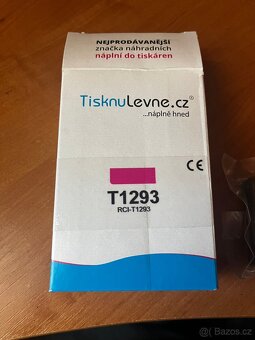 NEJPRODÁVANĚJŠÍ
značka náhradních
náplní do tiskáren
TisknuLevne.cz®
...náplně hned
CE
T1293
RCI-T1293
Bazos.cz